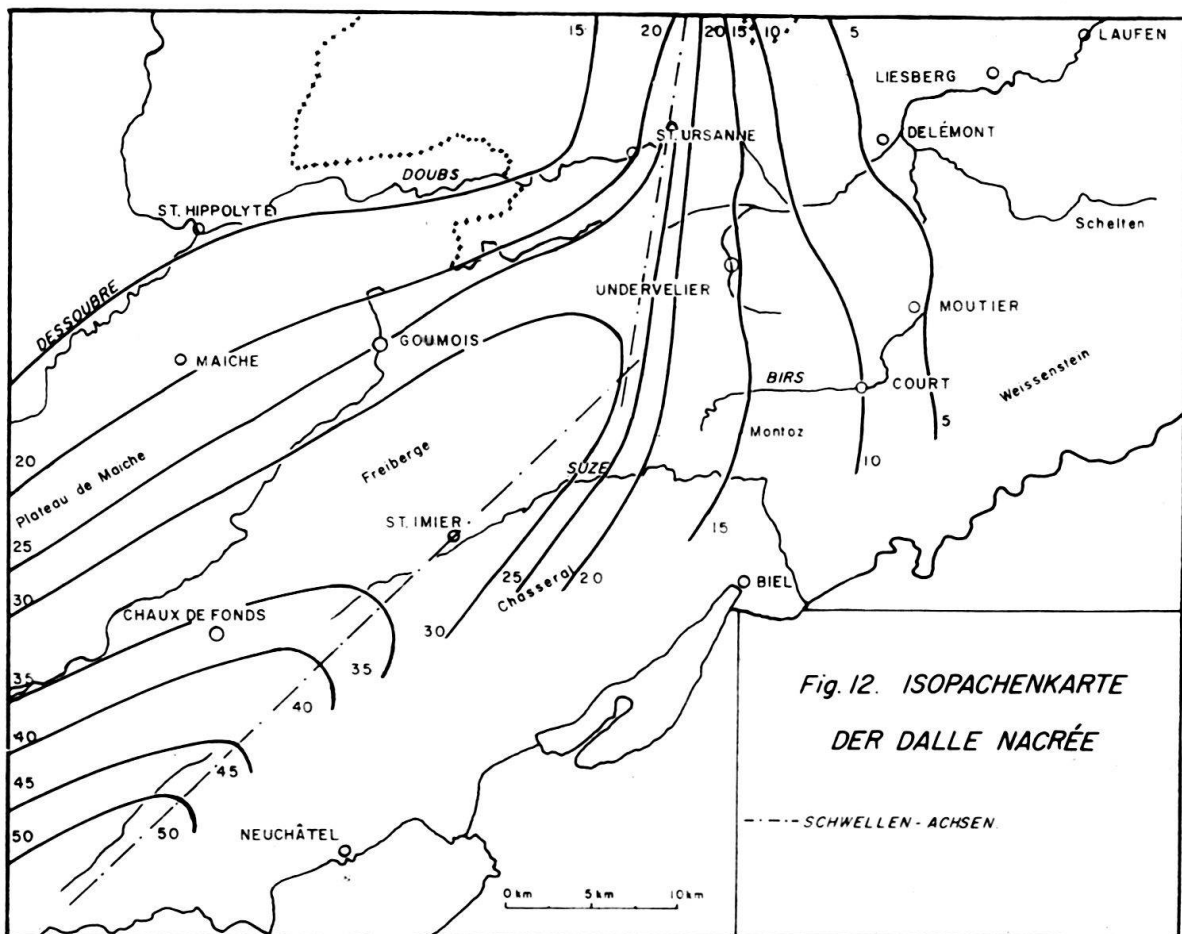 15
20
20
15
10
5
LAUFEN
LIESBERG
ST. URSANNE
DELÉMONT
DOUBS
ST. HIPPOLYTE
Schelten
DESSOUBRE
UNDERVELIER
MOUTIER
GOUMOIS
MAICHE
BIRS
COURT
Weissenstein
5
Montoz
20
Plateau de Maiche
Freiberge
SÜZE
10
ST. IMIER
15
25
25
20
BIEL
Chasseral
30
CHAUX DE FONDS
30
35
35
Fig. 12. ISOPACHENKARTE
DER DALLE NACRÉE
40
40
45
45
50
50
NEUCHÂTEL
SCHWELLEN-ACHSEN.
0 km
5 km
10 km